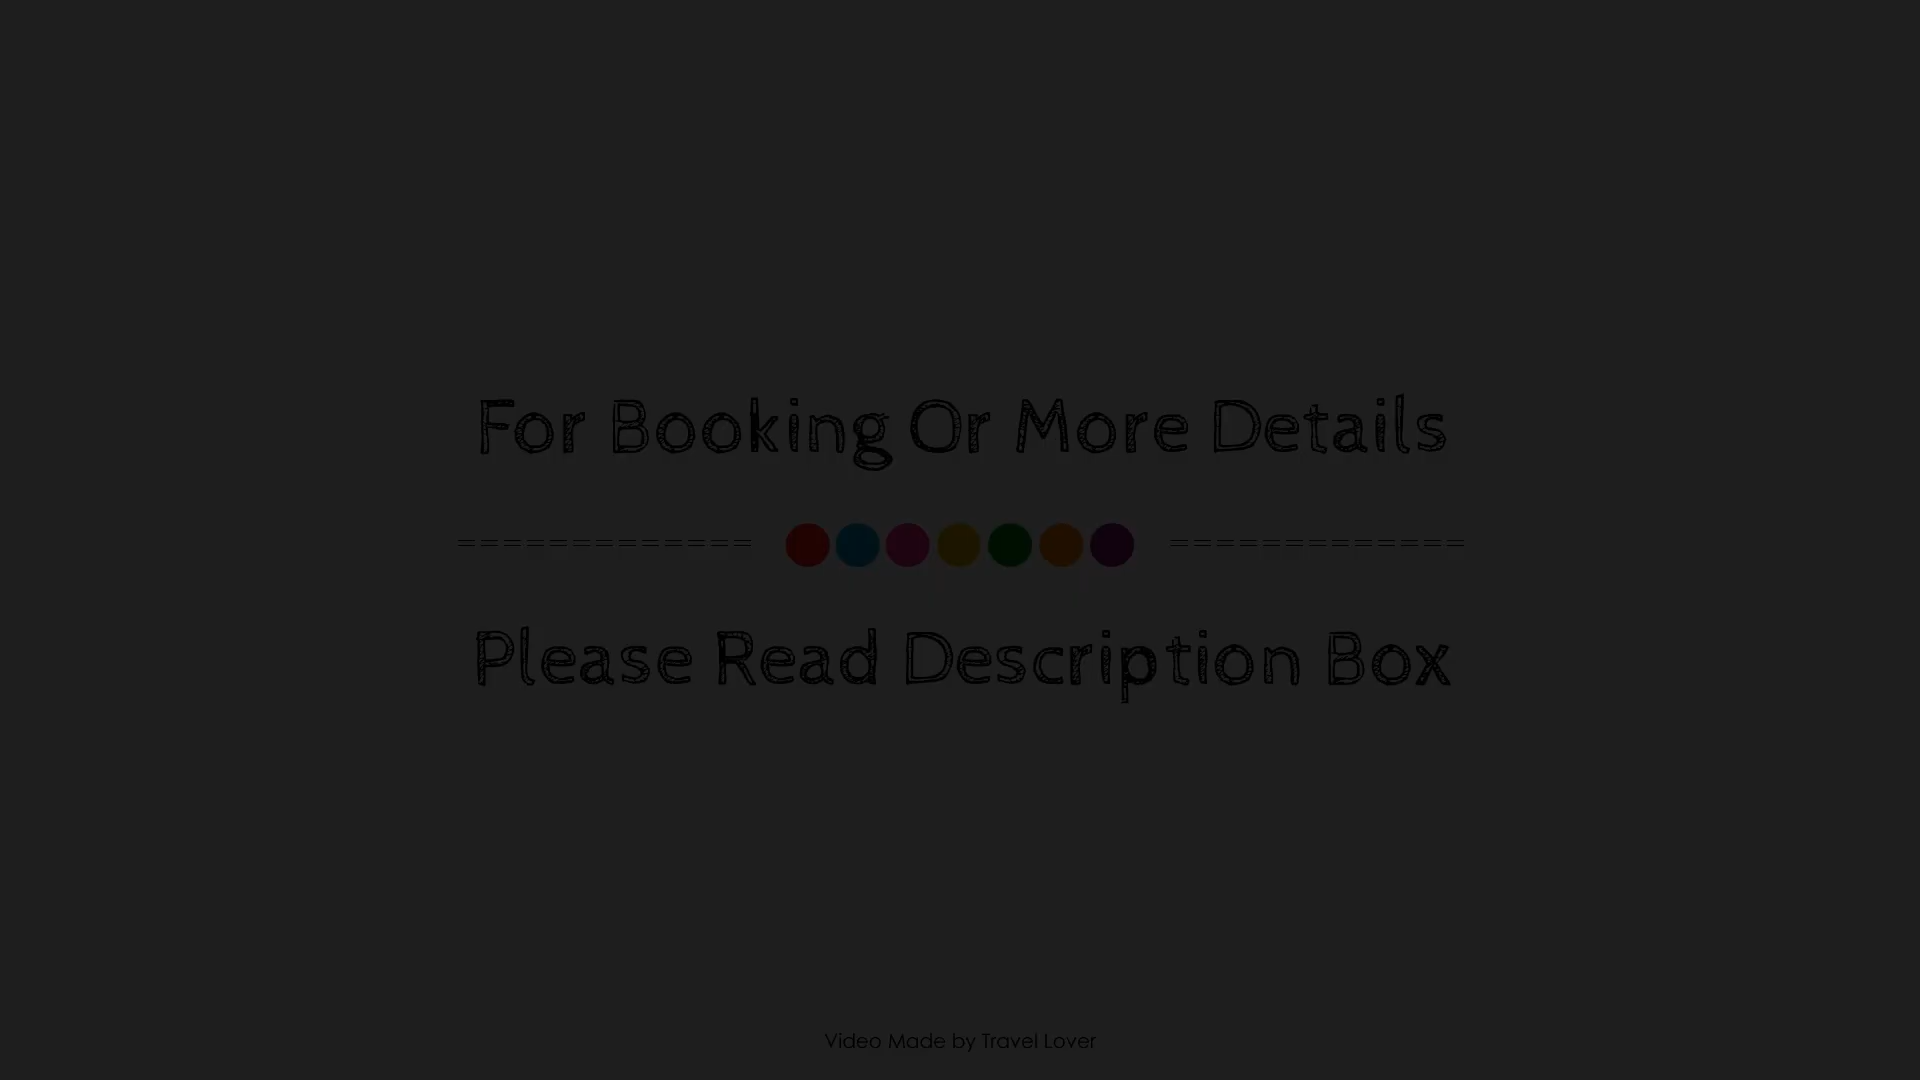 For Booking Or More Details
============= =============
Please Read Description Box
Video Made by Travel Lover